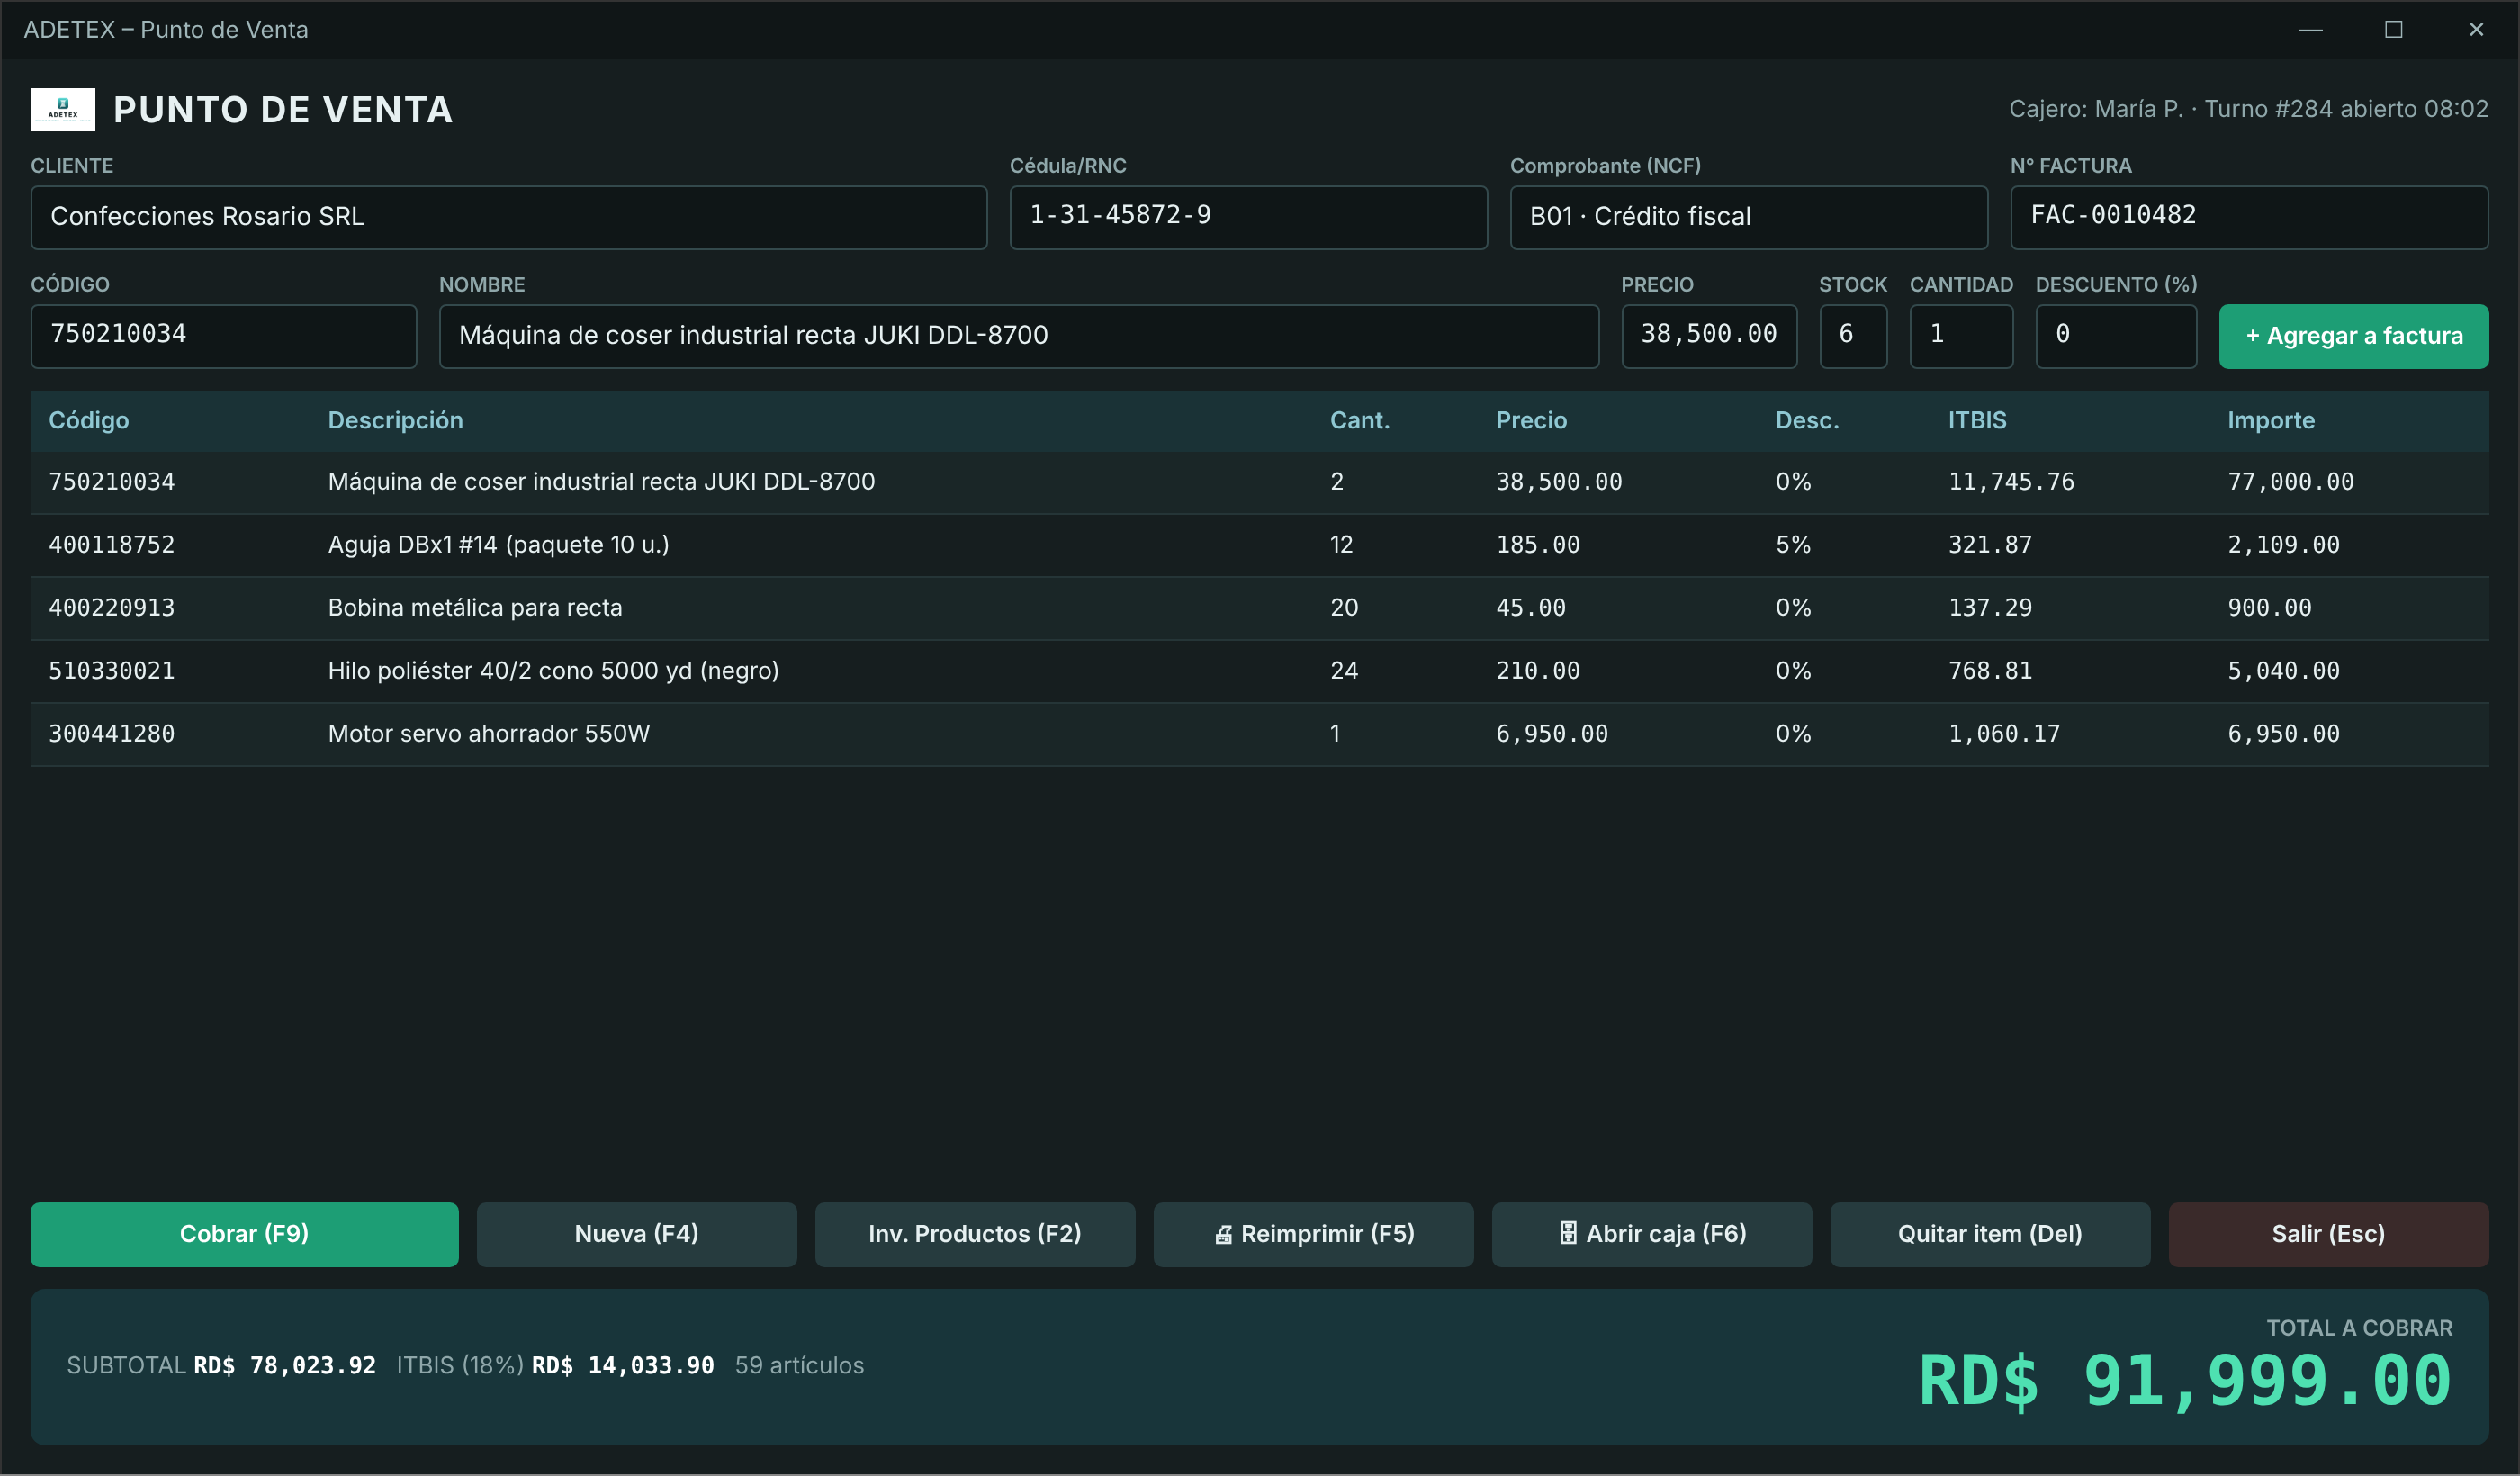 ADETEX – Punto de Venta
ADETEX
PUNTO DE VENTA
Cajero: María P. · Turno #284 abierto 08:02
CLIENTE Cédula/RNC Comprobante (NCF) N° FACTURA
Confecciones Rosario SRL 1-31-45872-9 B01 · Crédito fiscal FAC-0010482
CÓDIGO NOMBRE PRECIO STOCK CANTIDAD DESCUENTO (%)
750210034 Máquina de coser industrial recta JUKI DDL-8700 38,500.00 6 1 0 + Agregar a factura
Código Descripción Cant. Precio Desc. ITBIS Importe
750210034 Máquina de coser industrial recta JUKI DDL-8700 2 38,500.00 0% 11,745.76 77,000.00
400118752 Aguja DBx1 #14 (paquete 10 u.) 12 185.00 5% 321.87 2,109.00
400220913 Bobina metálica para recta 20 45.00 0% 137.29 900.00
510330021 Hilo poliéster 40/2 cono 5000 yd (negro) 24 210.00 0% 768.81 5,040.00
300441280 Motor servo ahorrador 550W 1 6,950.00 0% 1,060.17 6,950.00
Cobrar (F9) Nueva (F4) Inv. Productos (F2) Reimprimir (F5) Abrir caja (F6) Quitar item (Del) Salir (Esc)
TOTAL A COBRAR
SUBTOTAL RD$ 78,023.92 ITBIS (18%) RD$ 14,033.90 59 artículos
RD$ 91,999.00